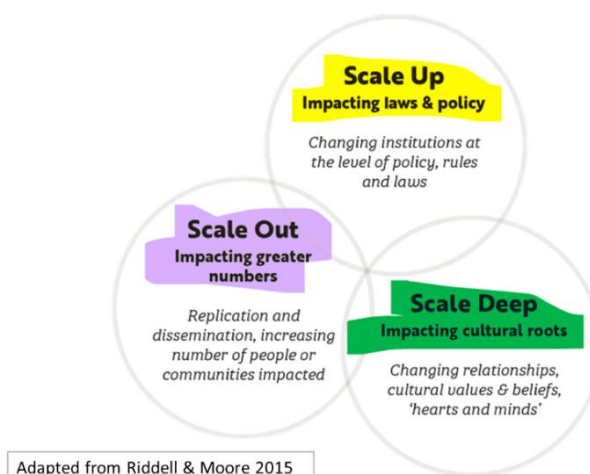 Scale Up
Impacting laws & policy
Changing institutions at
the level of policy, rules
and laws
Scale Out
Impacting greater
numbers
Replication and
dissemination, increasing
number of people or
communities impacted
Scale Deep
Impacting cultural roots
Changing relationships,
cultural values & beliefs,
'hearts and minds'
Adapted from Riddell & Moore 2015